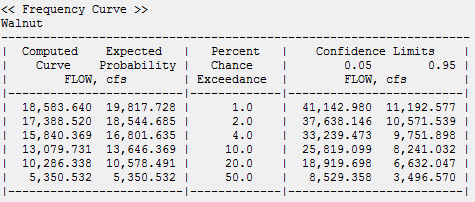 << Frequency Curve >>
Walnut
| Computed Expected | Percent | Confidence Limits |
| Curve Probability | Chance | 0.05 0.95 |
| FLOW, cfs | Exceedance | FLOW, cfs |
| 18,583.640 19,817.728 | 1.0 | 41,142.980 11,192.577 |
| 17,388.520 18,544.685 | 2.0 | 37,638.146 10,571.539 |
| 15,840.369 16,801.635 | 4.0 | 33,239.473 9,751.898 |
| 13,079.731 13,646.369 | 10.0 | 25,819.099 8,241.032 |
| 10,286.338 10,578.491 | 20.0 | 18,919.698 6,632.047 |
| 5,350.532 5,350.532 | 50.0 | 8,529.358 3,496.570 |